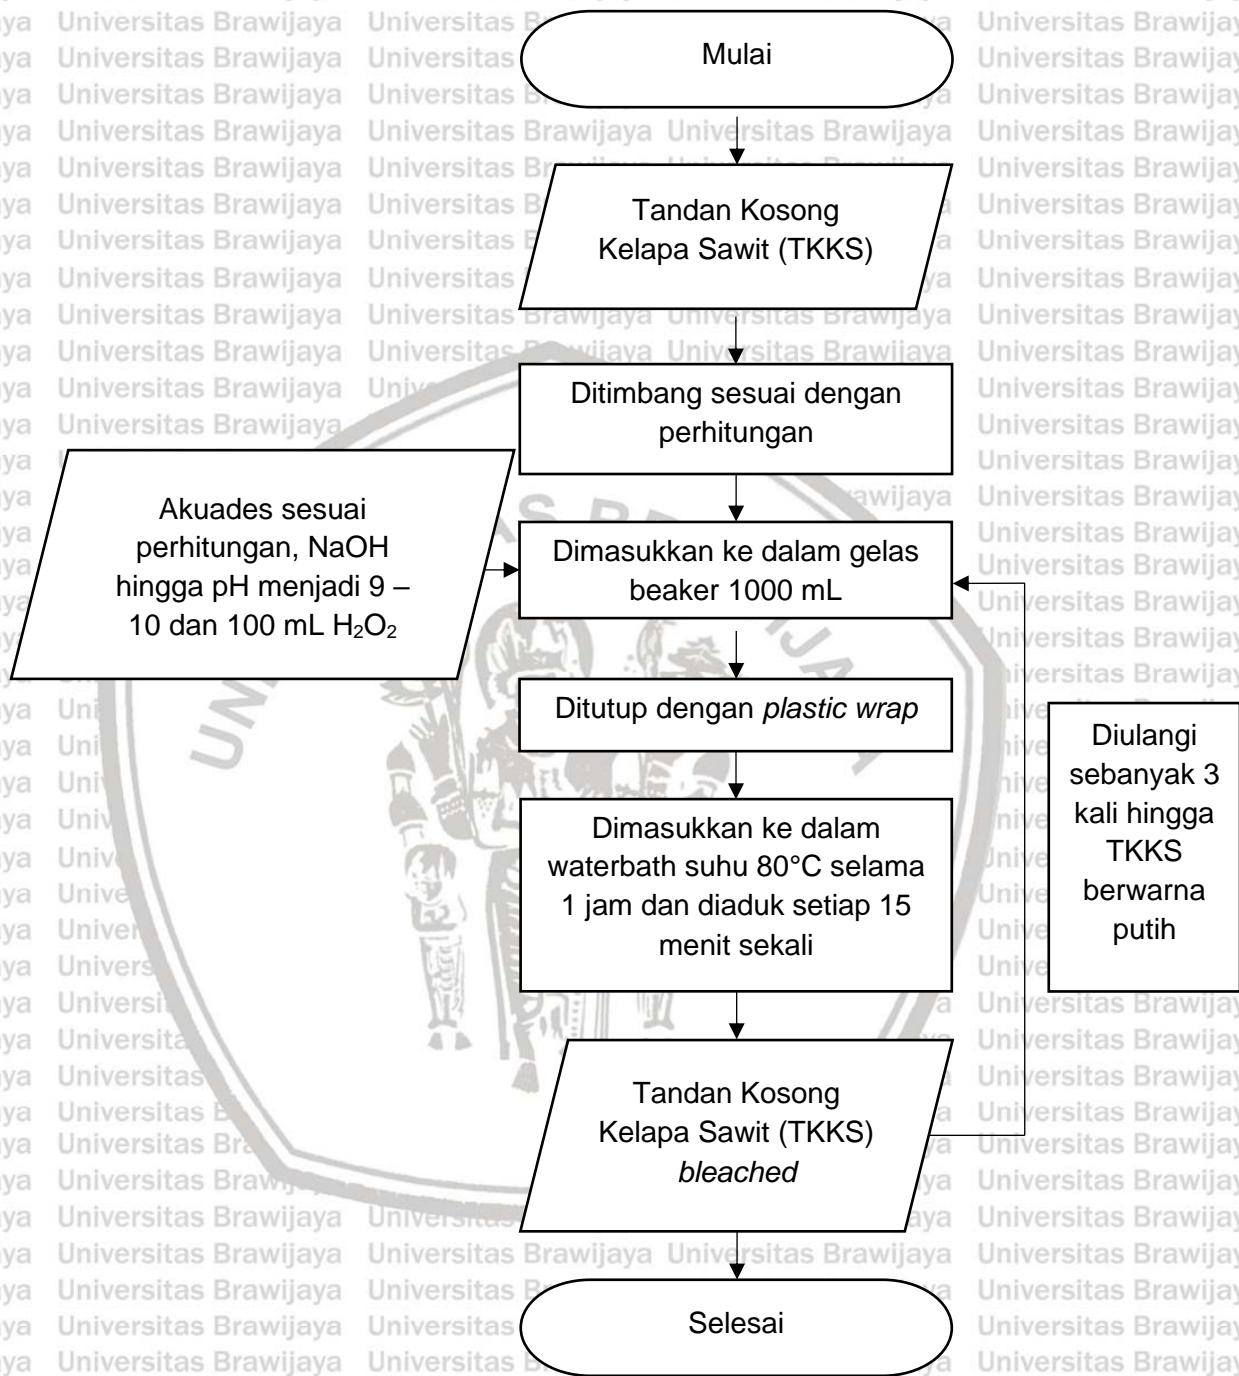 Mulai
Tandan Kosong
Kelapa Sawit (TKKS)
Ditimbang sesuai dengan
perhitungan
Akuades sesuai
perhitungan, NaOH
hingga pH menjadi 9 –
10 dan 100 mL H₂O₂
Dimasukkan ke dalam gelas
beaker 1000 mL
Ditutup dengan plastic wrap
Dimasukkan ke dalam
waterbath suhu 80°C selama
1 jam dan diaduk setiap 15
menit sekali
Diulangi
sebanyak 3
kali hingga
TKKS
berwarna
putih
Tandan Kosong
Kelapa Sawit (TKKS)
bleached
Selesai